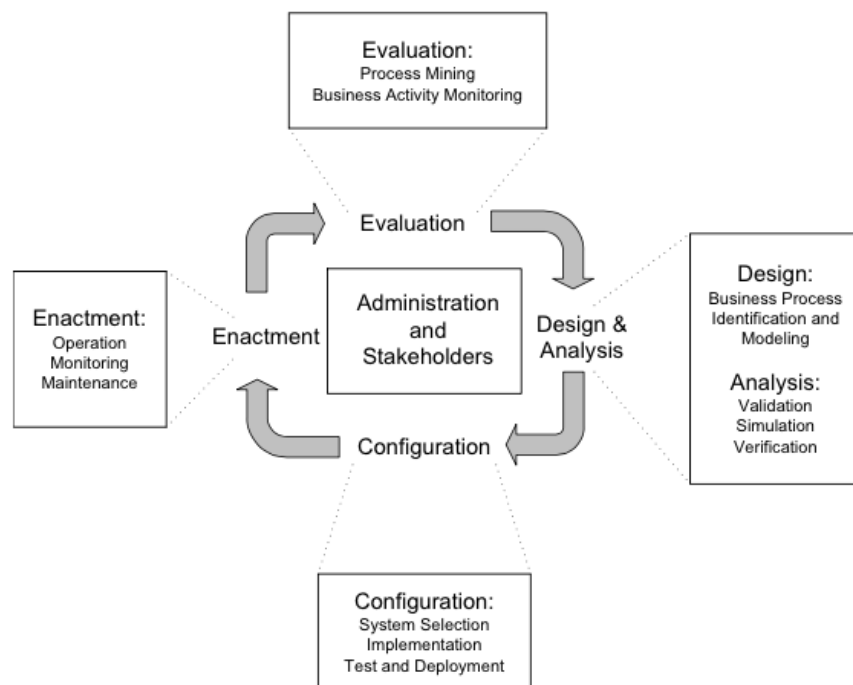 Evaluation:
Process Mining
Business Activity Monitoring
Evaluation
Enactment:
Operation
Monitoring
Maintenance
Enactment
Administration
and
Stakeholders
Design &
Analysis
Design:
Business Process
Identification and
Modeling
Analysis:
Validation
Simulation
Verification
Configuration
Configuration:
System Selection
Implementation
Test and Deployment